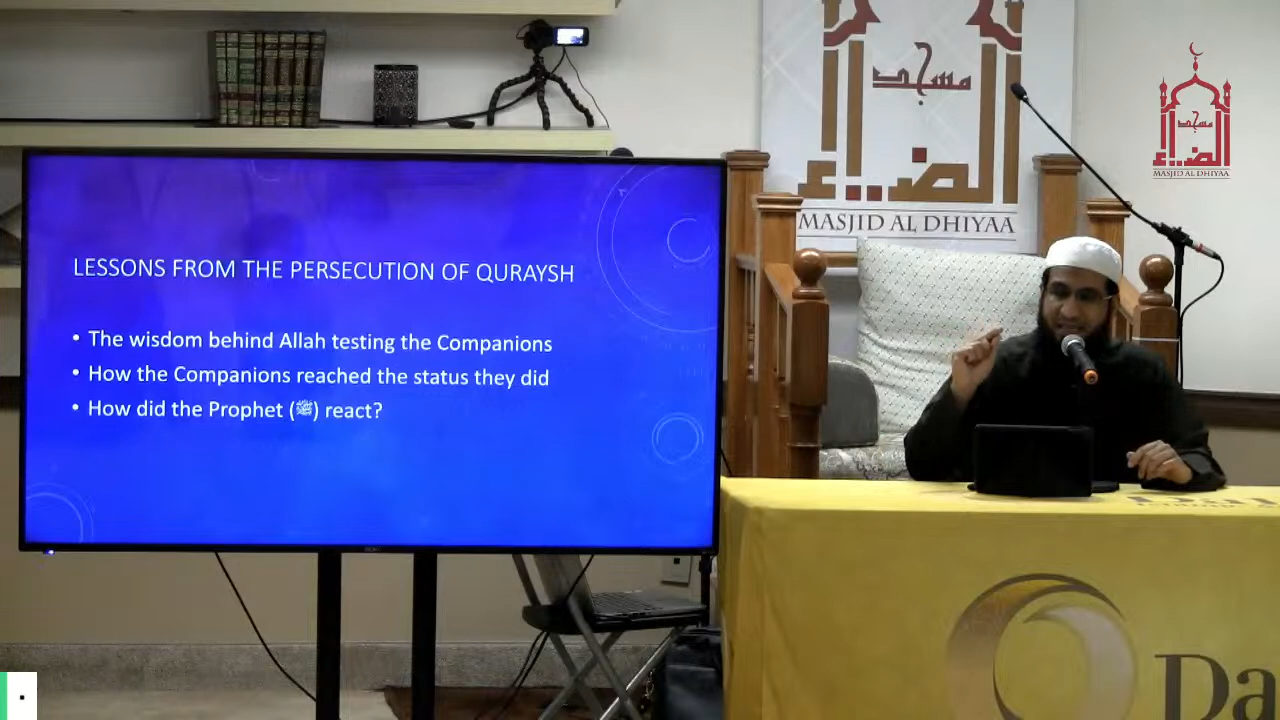 LESSONS FROM THE PERSECUTION OF QURAYSH
• The wisdom behind Allah testing the Companions
• How the Companions reached the status they did
• How did the Prophet (ﷺ) react?
مسجد
الضياء
MASJID AL DHIYAA
مسجد
الضياء
MASJID AL DHIYAA
Da